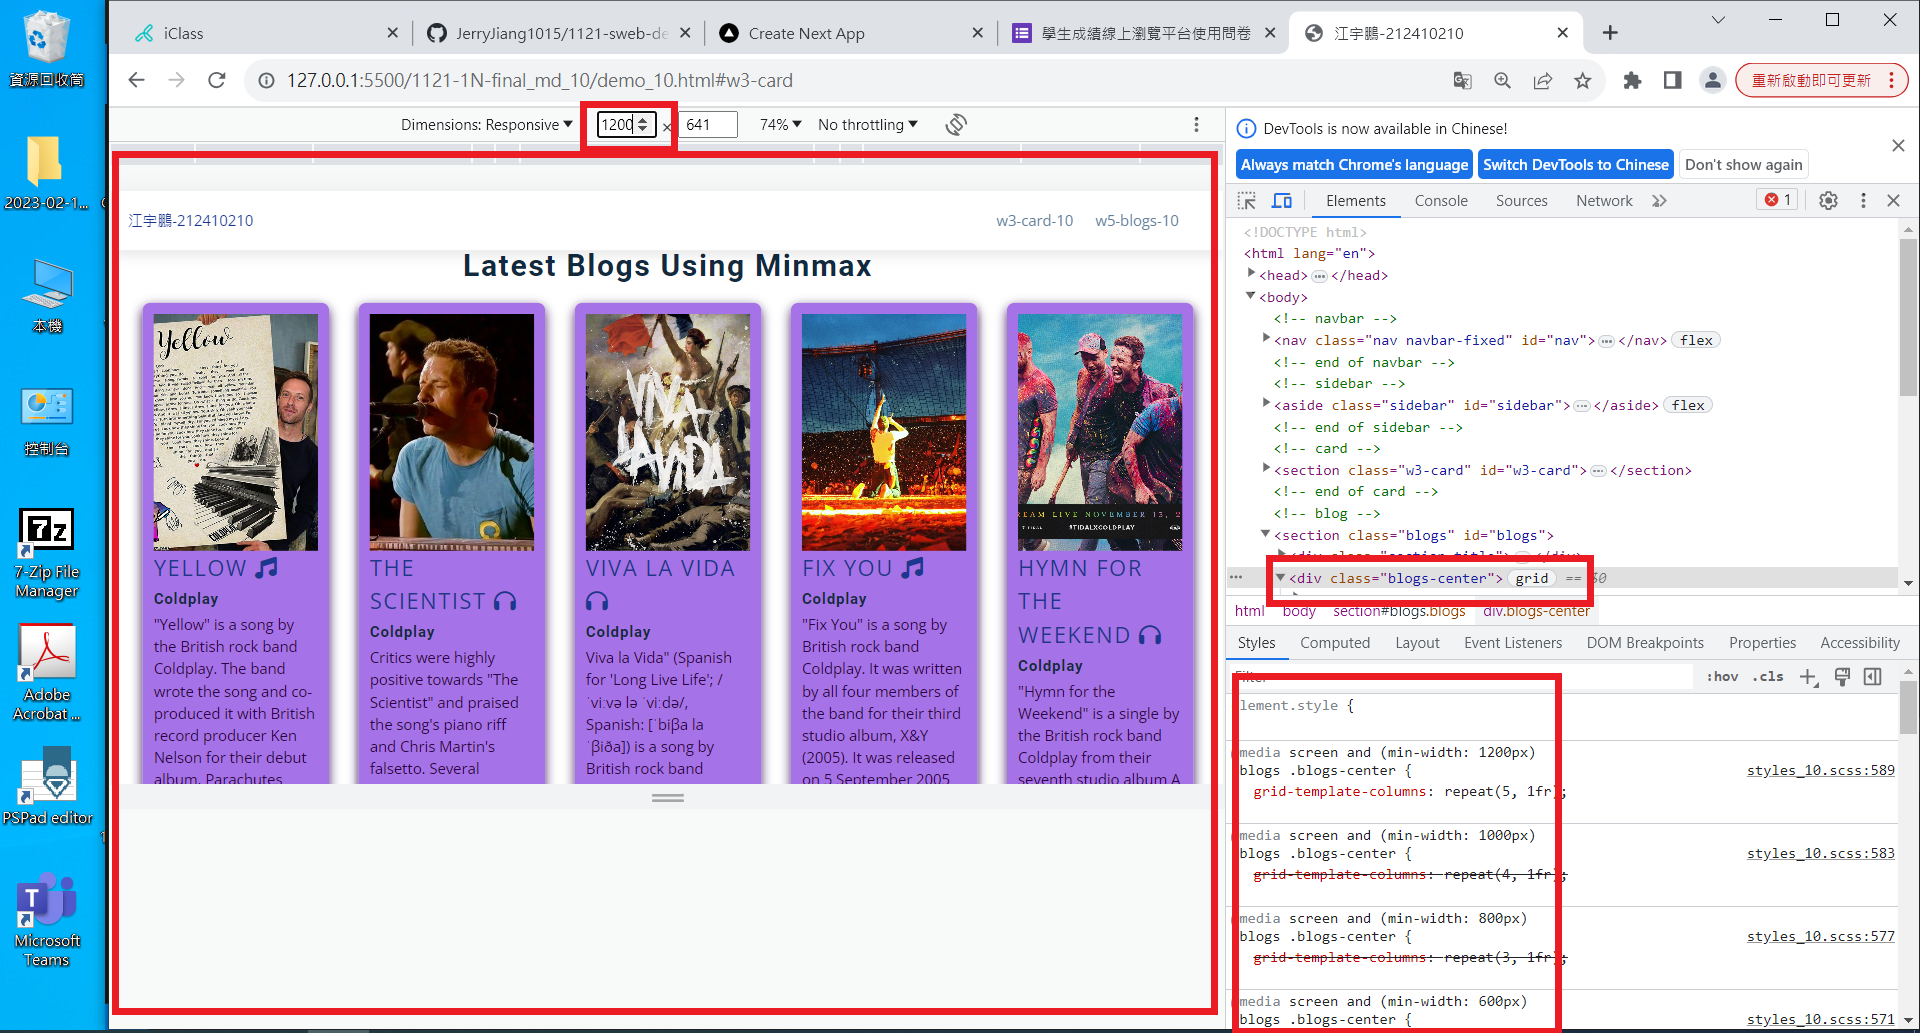 資源回收筒
2023-02-1...
本機
控制台
7-Zip File
Manager
Adobe
Acrobat ...
PSPad editor
Microsoft
Teams
iClass
JerryJiang1015/1121-sweb-de
Create Next App
學生成績線上瀏覽平台使用問卷
江宇鵬-212410210
127.0.0.1:5500/1121-1N-final_md_10/demo_10.html#w3-card
重新啟動即可更新
Dimensions: Responsive
1200
×
641
74%
No throttling
江宇鵬-212410210
w3-card-10
w5-blogs-10
Latest Blogs Using Minmax
YELLOW
Coldplay
"Yellow" is a song by
the British rock band
Coldplay. The band
wrote the song and co-
produced it with British
record producer Ken
Nelson for their debut
album, Parachutes
THE
SCIENTIST
Coldplay
Critics were highly
positive towards "The
Scientist" and praised
the song's piano riff
and Chris Martin's
falsetto. Several
VIVA LA VIDA
VIVA LA VIDA
Coldplay
Viva la Vida" (Spanish
for 'Long Live Life'; /
ˈviːvə lə ˈviːdə/,
Spanish: [ˈbiβa la
ˈβiða]) is a song by
British rock band
FIX YOU
Coldplay
"Fix You" is a song by
British rock band
Coldplay. It was written
by all four members of
the band for their third
studio album, X&Y
(2005). It was released
on 5 September 2005
REAM LIVE NOVEMBER 13, 2
TIDAL
#TIDALXCOLDPLAY
HYMN FOR
THE
WEEKEND
Coldplay
"Hymn for the
Weekend" is a single by
the British rock band
Coldplay from their
seventh studio album A
DevTools is now available in Chinese!
Always match Chrome's language
Switch DevTools to Chinese
Don't show again
Elements
Console
Sources
Network
1
<!DOCTYPE html>
<html lang="en">
<head> ... </head>
<body>
<!-- navbar -->
<nav class="nav navbar-fixed" id="nav"> ... </nav> flex
<!-- end of navbar -->
<!-- sidebar -->
<aside class="sidebar" id="sidebar"> ... </aside> flex
<!-- end of sidebar -->
<!-- card -->
<section class="w3-card" id="w3-card"> ... </section>
<!-- end of card -->
<!-- blog -->
<section class="blogs" id="blogs">
<div class="section-title"> ... </div>
<div class="blogs-center"> grid == $0
html
body
section#blogs.blogs
div.blogs-center
Styles
Computed
Layout
Event Listeners
DOM Breakpoints
Properties
Accessibility
Filter
:hov
.cls
lement.style {
media screen and (min-width: 1200px)
blogs .blogs-center {
styles_10.scss:589
grid-template-columns: repeat(5, 1fr);
media screen and (min-width: 1000px)
blogs .blogs-center {
styles_10.scss:583
grid-template-columns: repeat(4, 1fr);
media screen and (min-width: 800px)
blogs .blogs-center {
styles_10.scss:577
grid-template-columns: repeat(3, 1fr);
media screen and (min-width: 600px)
blogs .blogs-center {
styles_10.scss:571